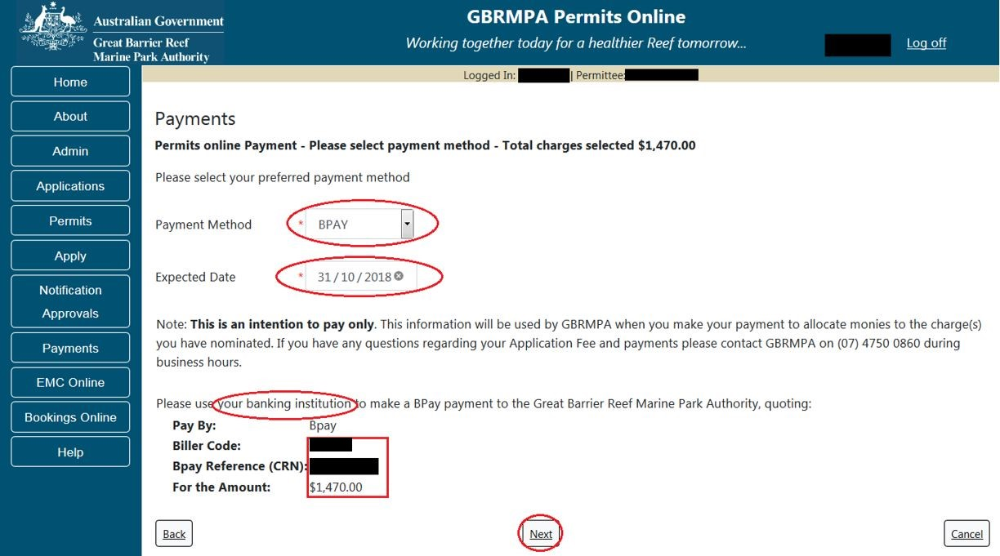 Australian Government
Great Barrier Reef
Marine Park Authority
GBRMPA Permits Online
Working together today for a healthier Reef tomorrow...
Log off
Logged In: | Permittee:
Home
About
Admin
Applications
Permits
Apply
Notification
Approvals
Payments
EMC Online
Bookings Online
Help
Payments
Permits online Payment - Please select payment method - Total charges selected $1,470.00
Please select your preferred payment method
Payment Method * BPAY
Expected Date * 31 / 10 / 2018
Note: This is an intention to pay only. This information will be used by GBRMPA when you make your payment to allocate monies to the charge(s)
you have nominated. If you have any questions regarding your Application Fee and payments please contact GBRMPA on (07) 4750 0860 during
business hours.
Please use your banking institution to make a BPay payment to the Great Barrier Reef Marine Park Authority, quoting:
Pay By: Bpay
Biller Code:
Bpay Reference (CRN):
For the Amount: $1,470.00
Back
Next
Cancel